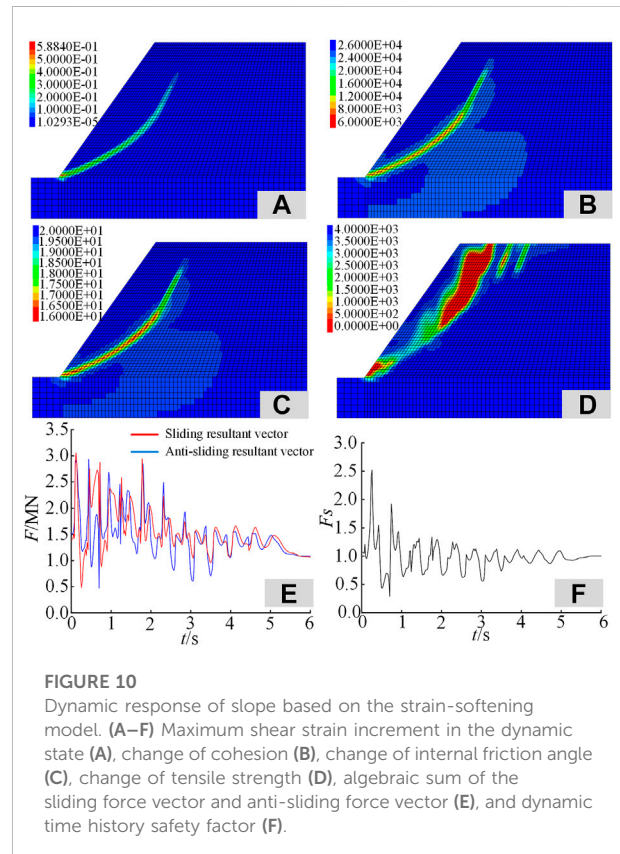 5.8840E-01
5.0000E-01
4.0000E-01
3.0000E-01
2.0000E-01
1.0000E-01
1.0293E-05
A
2.6000E+04
2.4000E+04
2.0000E+04
1.6000E+04
1.2000E+04
8.0000E+03
6.0000E+03
B
2.0000E+01
1.9500E+01
1.9000E+01
1.8500E+01
1.8000E+01
1.7500E+01
1.7000E+01
1.6500E+01
1.6000E+01
C
4.0000E+03
3.5000E+03
3.0000E+03
2.5000E+03
2.0000E+03
1.5000E+03
1.0000E+03
5.0000E+02
0.0000E+00
D
3.5
3.0
2.5
2.0
1.5
1.0
0.5
0.0
F/MN
Sliding resultant vector
Anti-sliding resultant vector
E
0 1 2 3 4 5 6
t/s
3.0
2.5
2.0
1.5
1.0
0.5
0.0
Fs
F
0 1 2 3 4 5 6
t/s
FIGURE 10
Dynamic response of slope based on the strain-softening
model. (A–F) Maximum shear strain increment in the dynamic
state (A), change of cohesion (B), change of internal friction angle
(C), change of tensile strength (D), algebraic sum of the
sliding force vector and anti-sliding force vector (E), and dynamic
time history safety factor (F).